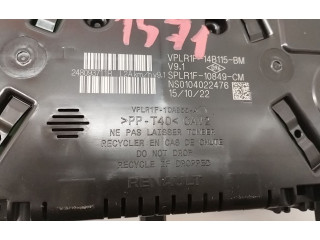 1571
VPLR1F-14B115-BM
V9.1
SPLR1F-10849-CM
NS0104022476
15/10/22
>PP-T40<
NE PAS LAISSER TOMBER
RECYCLER EN CAS DE CHUTE
DO NOT DROP
RECYCLE IF DROPPED
RENAULT